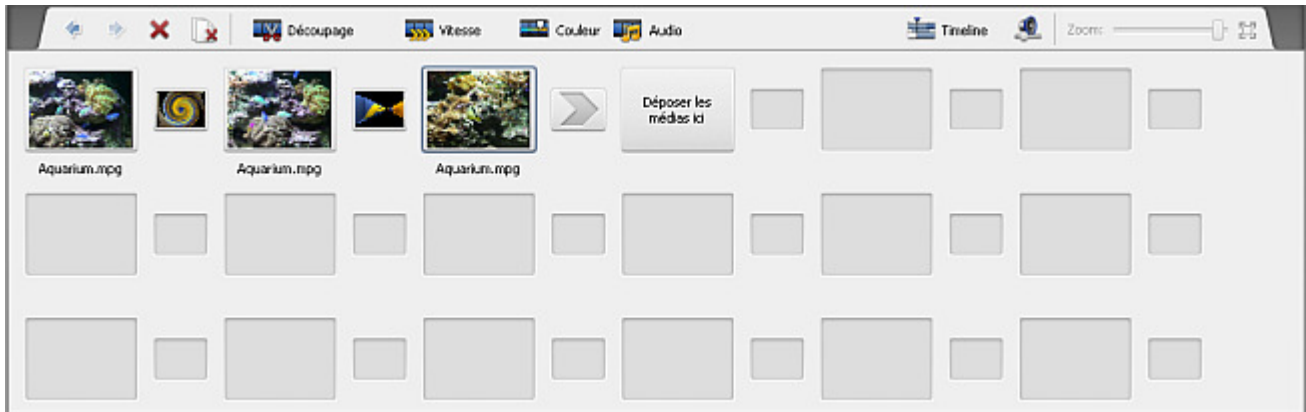 Découpage Vitesse Couleur Audio Timeline Zoom:
Déposer les
médias ici
Aquarium.mpg Aquarium.mpg Aquarium.mpg